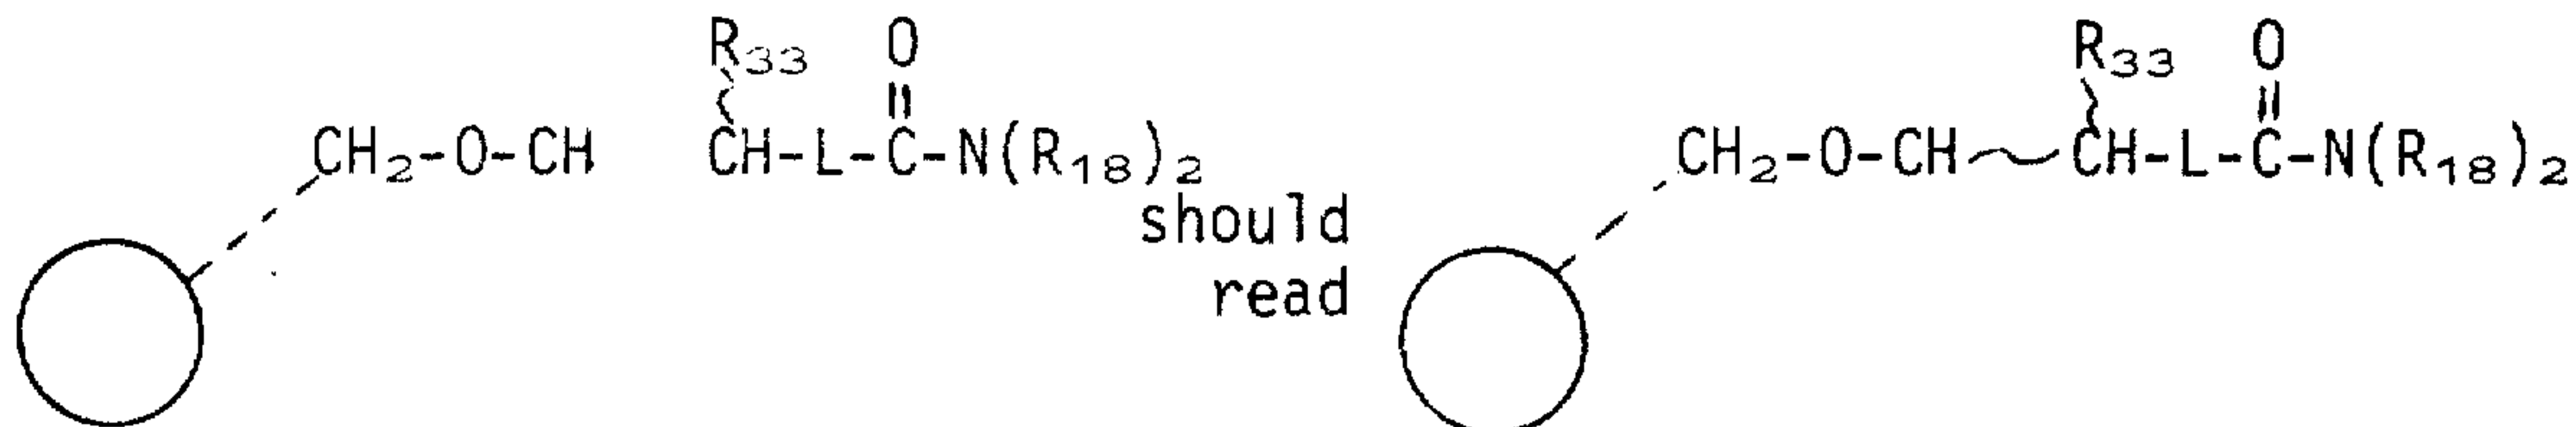 R₃₃ O R₃₃ O
CH₂-O-CH CH-L-C-N(R₁₈)₂ CH₂-O-CH~CH-L-C-N(R₁₈)₂
should
read